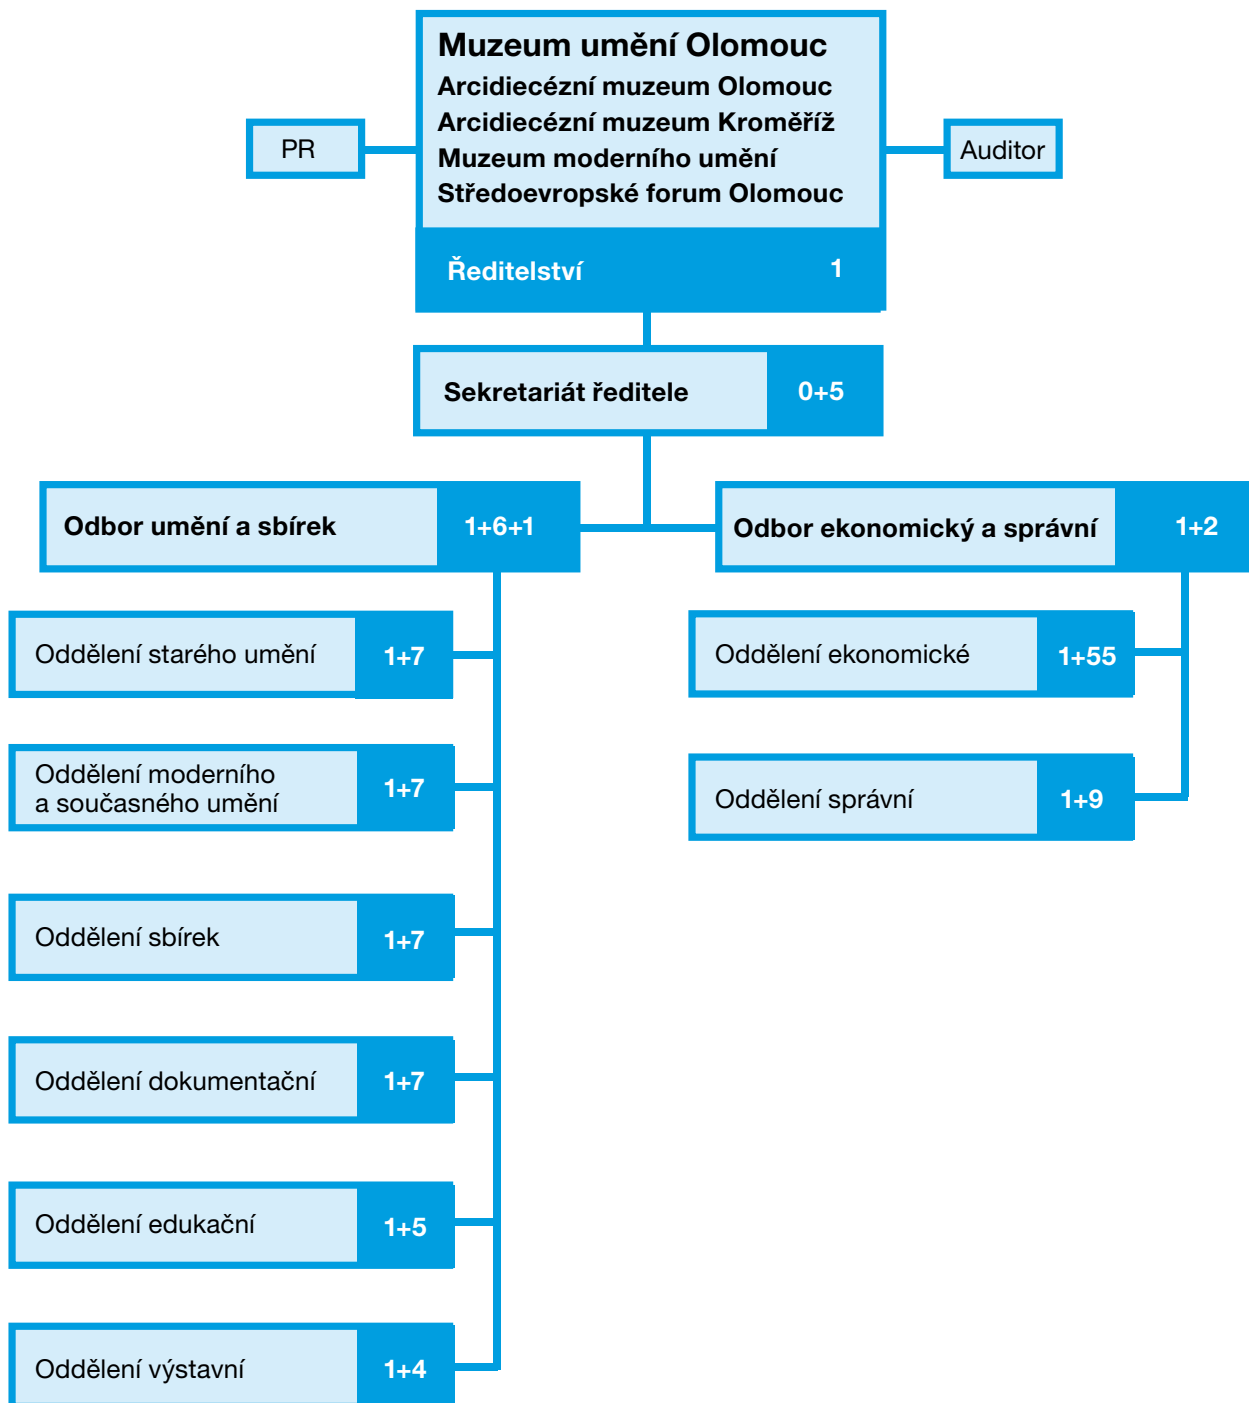 Muzeum umění Olomouc
Arcidiecézní muzeum Olomouc
Arcidiecézní muzeum Kroměříž
Muzeum moderního umění
Středoevropské forum Olomouc
PR
Auditor
Ředitelství 1
Sekretariát ředitele 0+5
Odbor umění a sbírek 1+6+1
Odbor ekonomický a správní 1+2
Oddělení starého umění 1+7
Oddělení ekonomické 1+55
Oddělení moderního
a současného umění 1+7
Oddělení správní 1+9
Oddělení sbírek 1+7
Oddělení dokumentační 1+7
Oddělení edukační 1+5
Oddělení výstavní 1+4